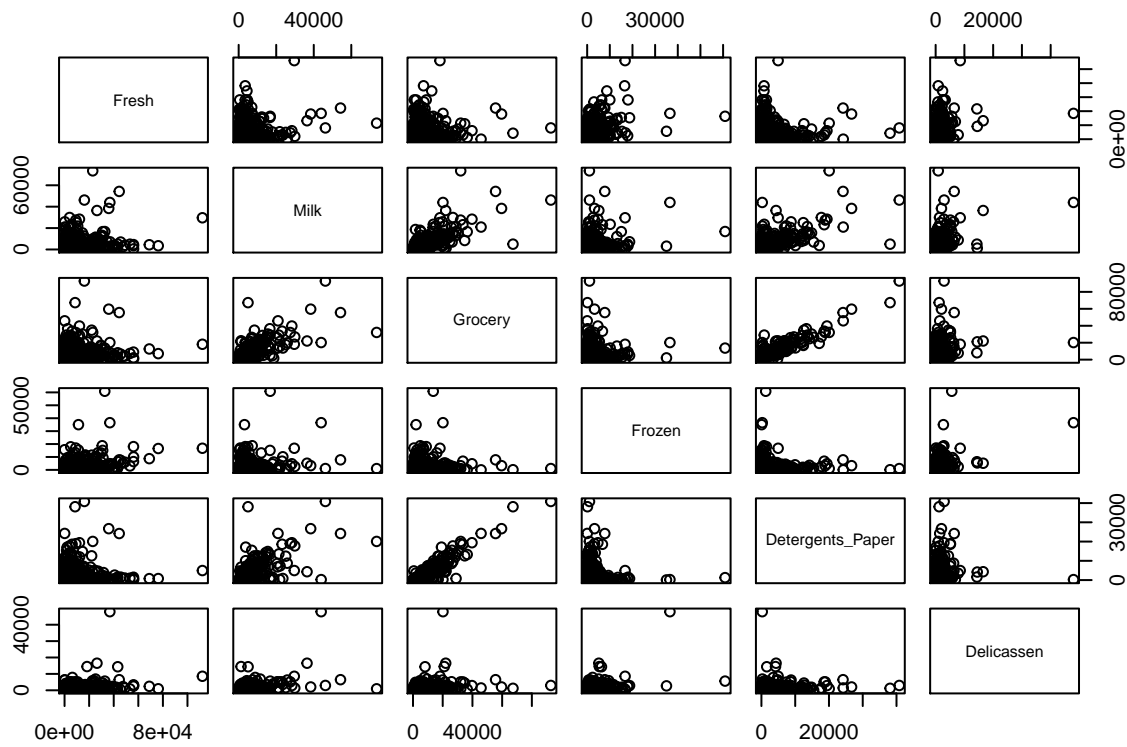 0 40000 0 30000 0 20000
Fresh
0e+00
0 60000
Milk
Grocery
0 80000
0 50000
Frozen
Detergents_Paper
0 30000
0 40000
Delicassen
0e+00 8e+04 0 40000 0 20000